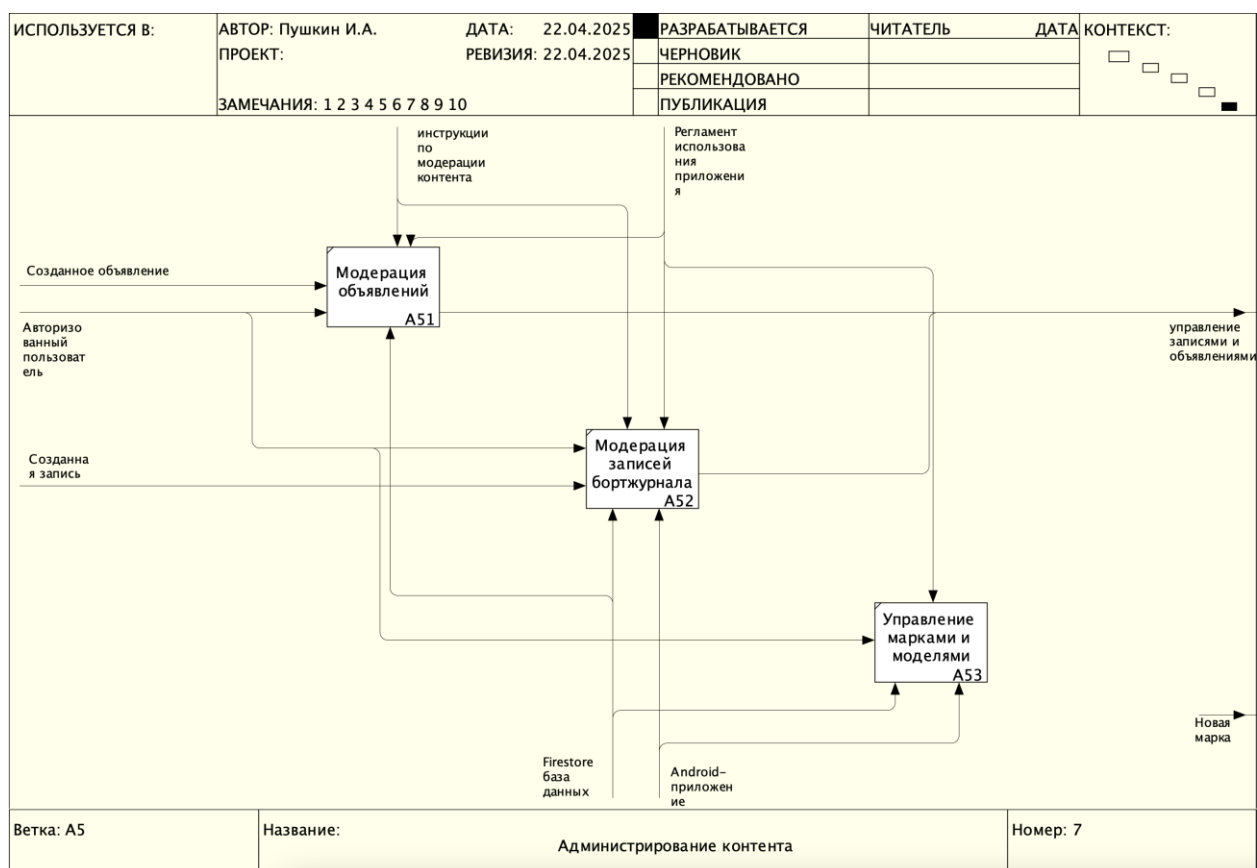 ИСПОЛЬЗУЕТСЯ В:
АВТОР: Пушкин И.А.
ДАТА: 22.04.2025
РАЗРАБАТЫВАЕТСЯ
ЧИТАТЕЛЬ
ДАТА
КОНТЕКСТ:
ПРОЕКТ:
РЕВИЗИЯ: 22.04.2025
ЧЕРНОВИК
РЕКОМЕНДОВАНО
ЗАМЕЧАНИЯ: 1 2 3 4 5 6 7 8 9 10
ПУБЛИКАЦИЯ
инструкции
по
модерации
контента
Регламент
использова
ния
приложени
я
Созданное объявление
Модерация
объявлений
A51
Авторизо
ванный
пользоват
ель
управление
записями и
объявлениями
Созданна
я запись
Модерация
записей
бортжурнала
A52
Управление
марками и
моделями
A53
Новая
марка
Firestore
база
данных
Android-
приложен
ие
Ветка: A5
Название:
Администрирование контента
Номер: 7